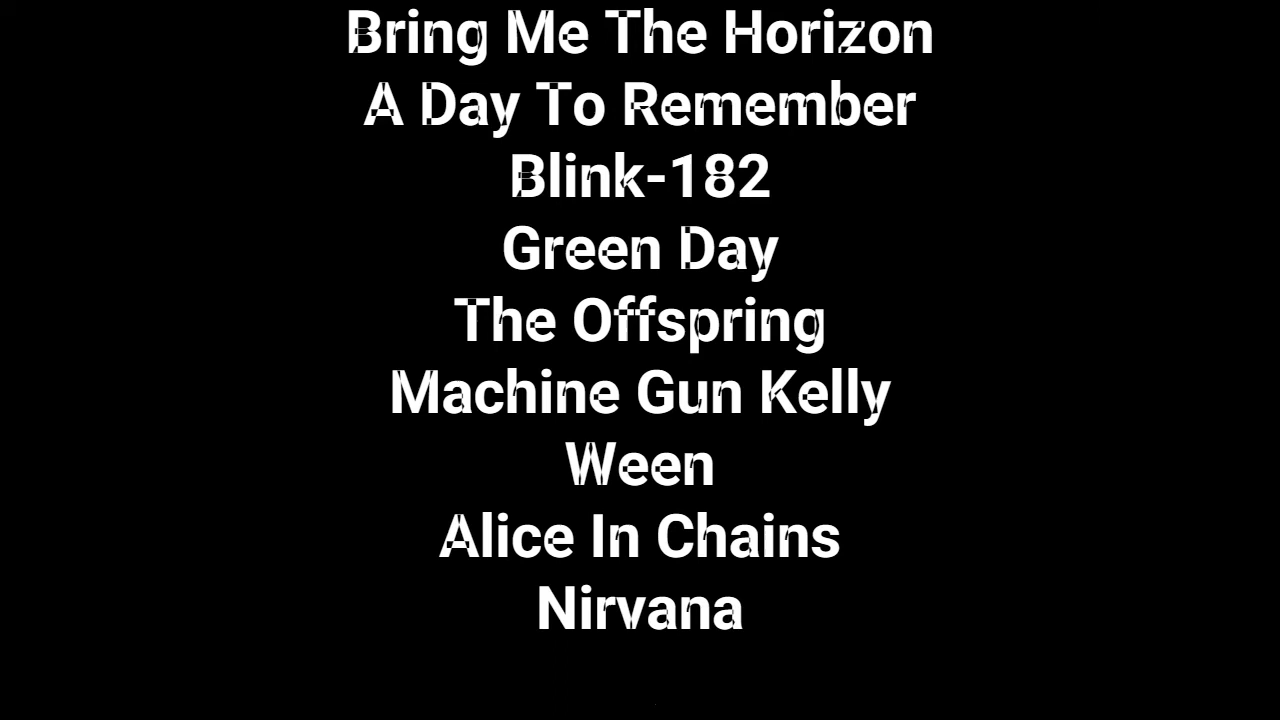 Bring Me The Horizon
A Day To Remember
Blink-182
Green Day
The Offspring
Machine Gun Kelly
Ween
Alice In Chains
Nirvana